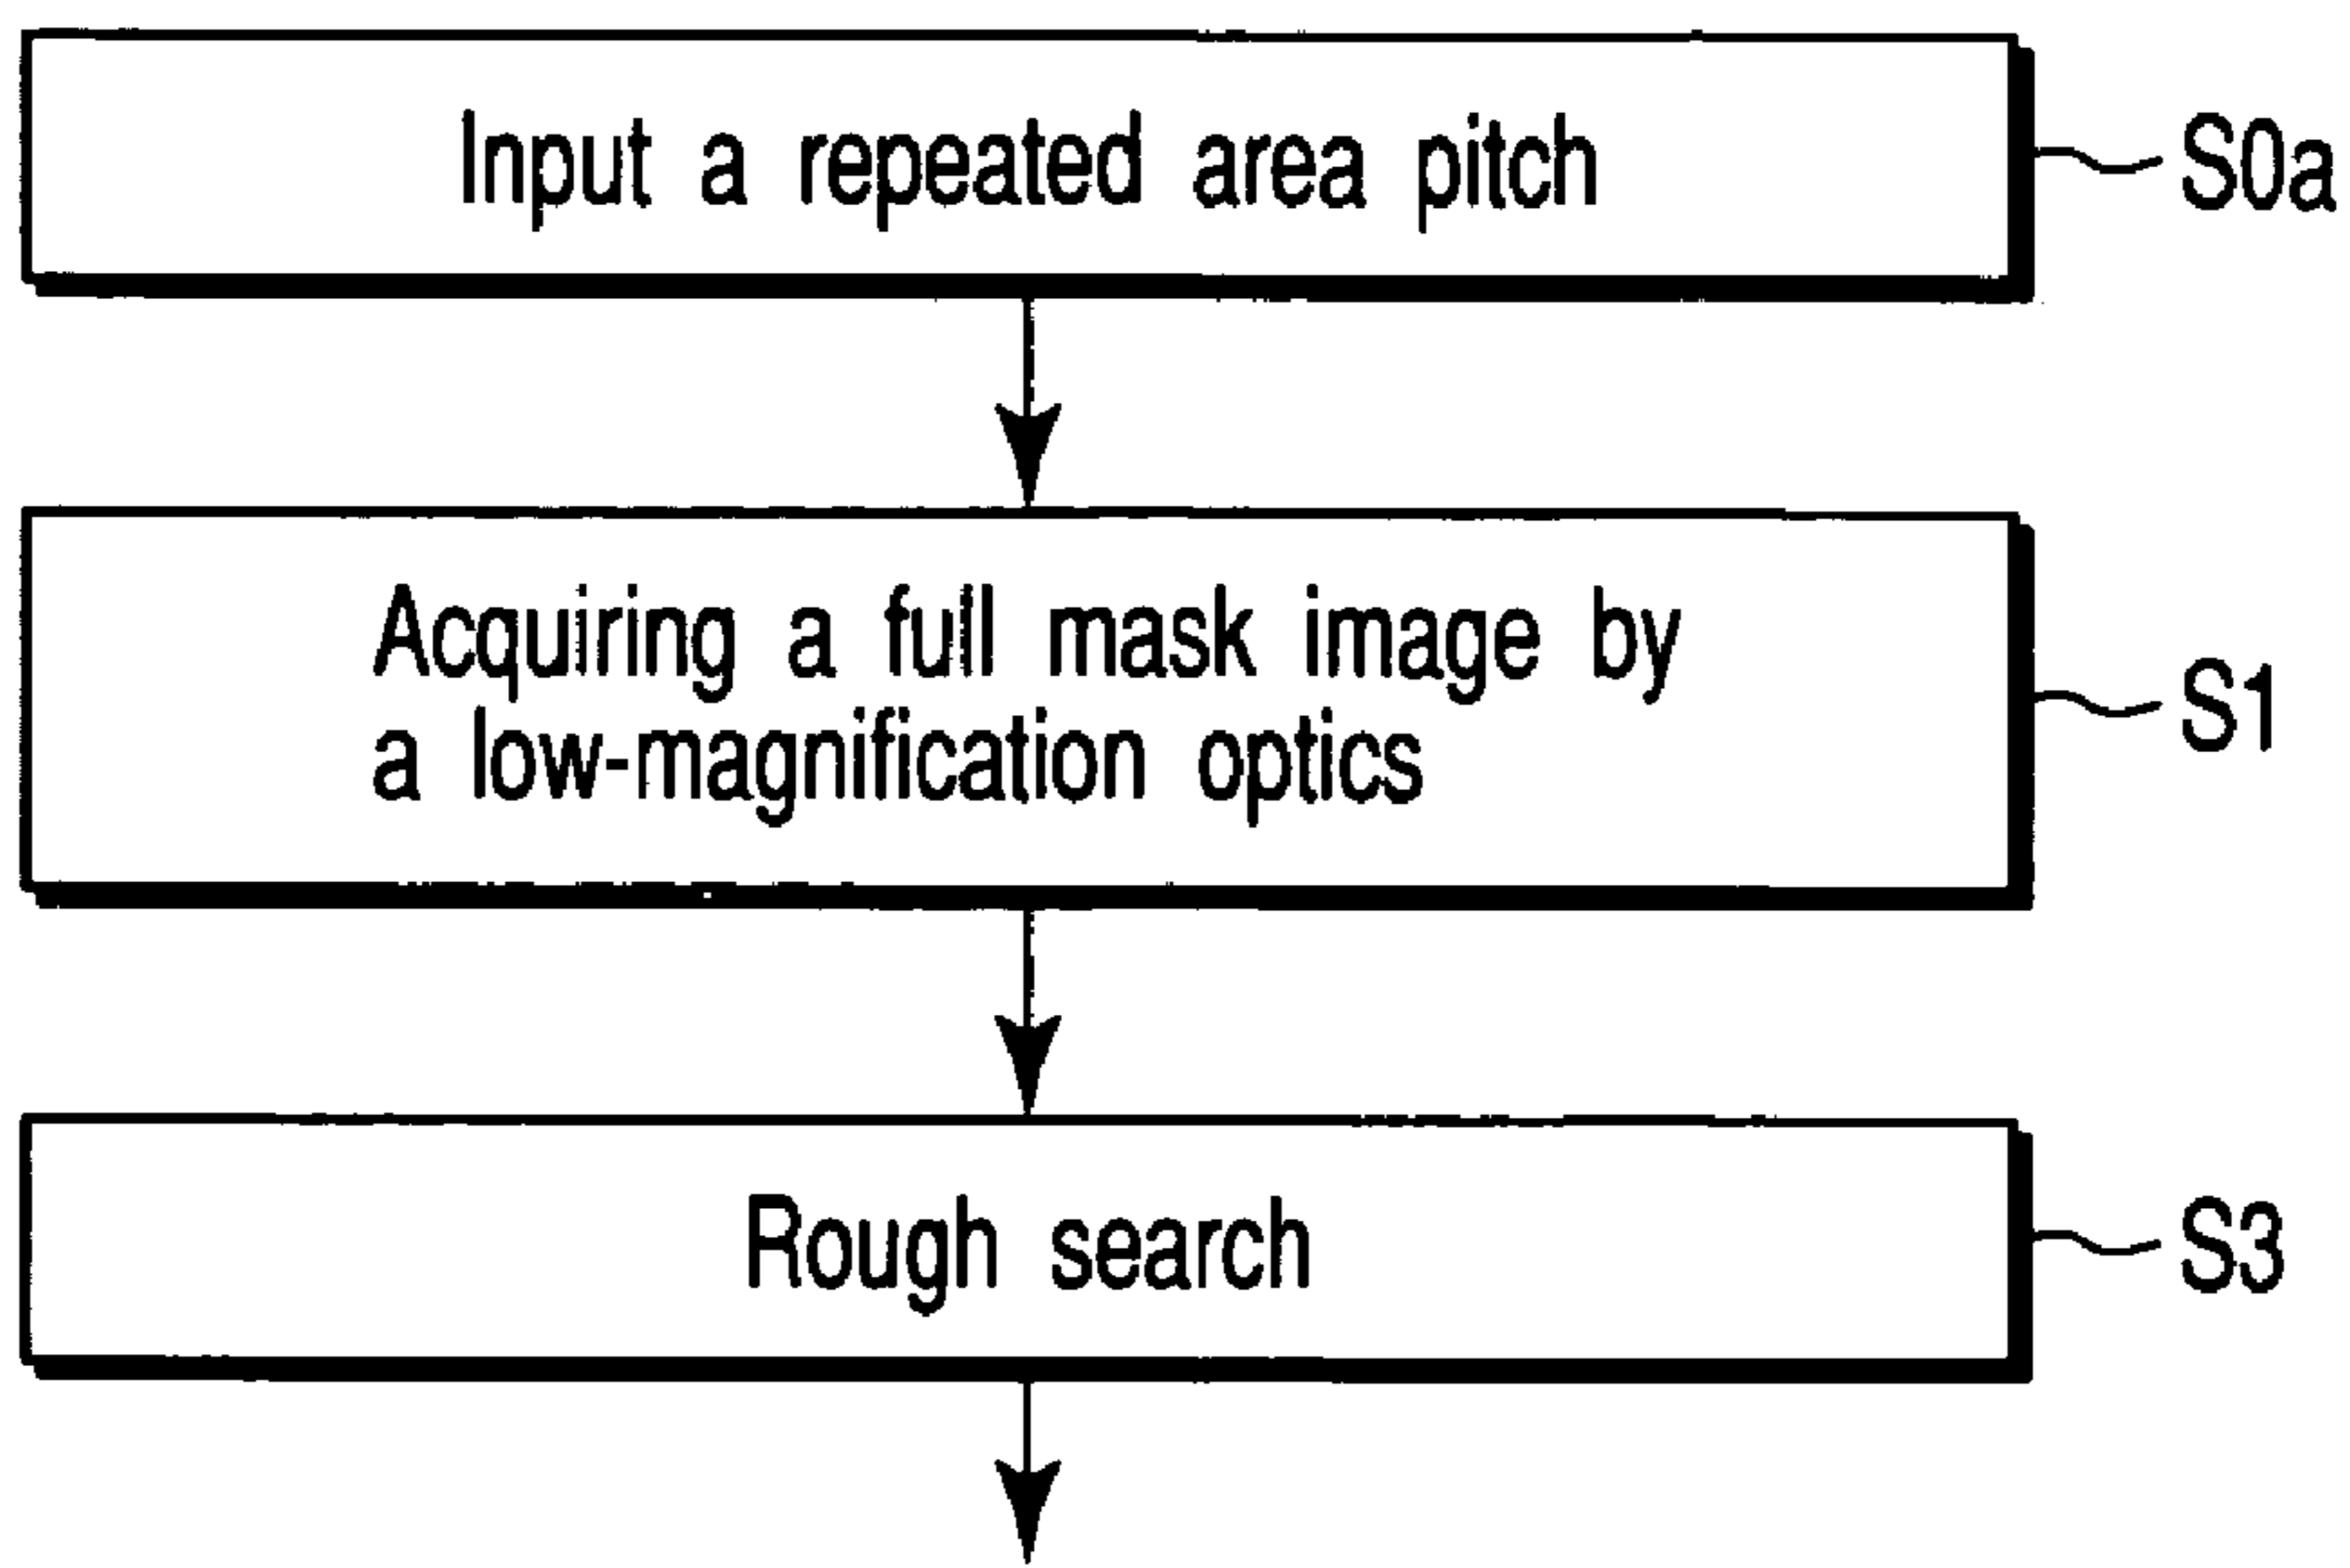 Input a repeated area pitch
S0a
Acquiring a full mask image by
a low-magnification optics
S1
Rough search
S3